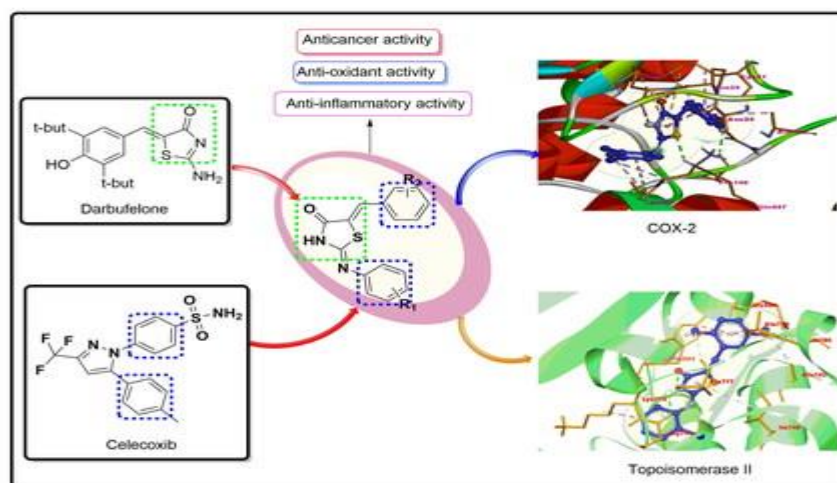 Anticancer activity
Anti-oxidant activity
Anti-inflammatory activity
t-but
O
N
S
NH₂
HO
t-but
Darbufelone
R₂
O
HN
S
N
R₁
O
S
NH₂
O
F
F
F
N
N
Celecoxib
COX-2
Topoisomerase II